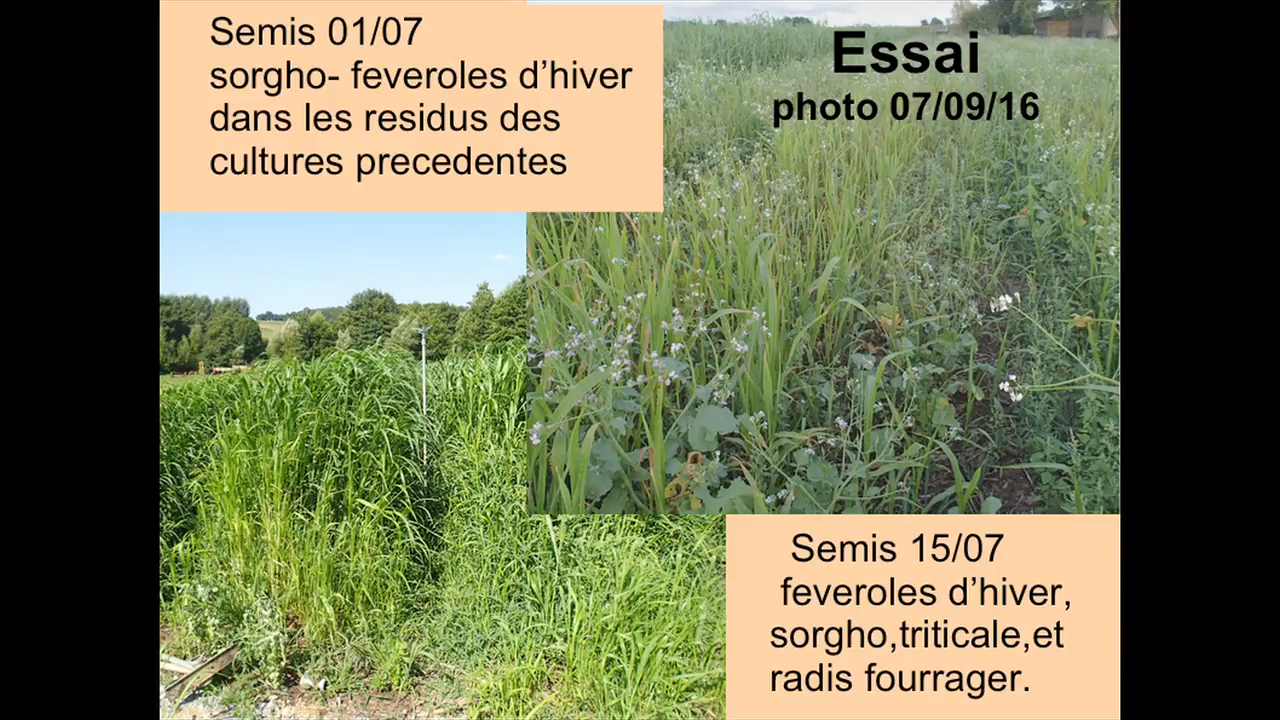 Semis 01/07
sorgho- feveroles d’hiver
dans les residus des
cultures precedentes
Essai
photo 07/09/16
Semis 15/07
feveroles d’hiver,
sorgho,triticale,et
radis fourrager.